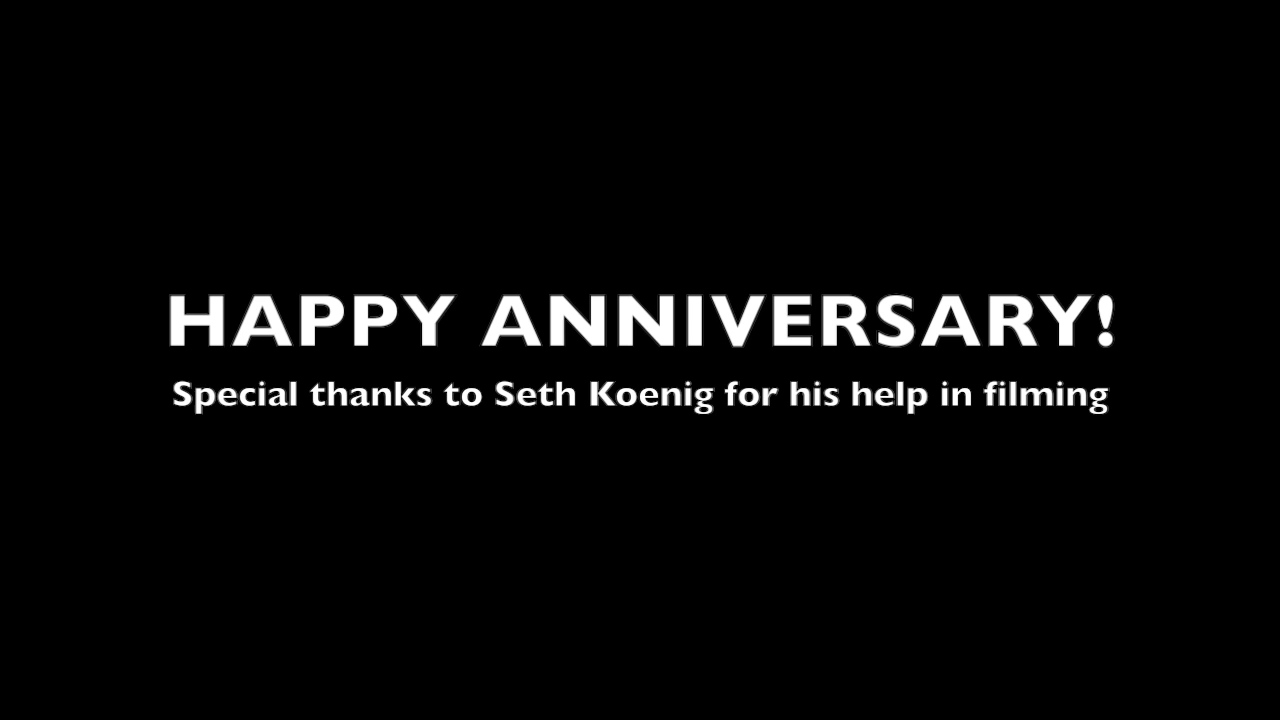 HAPPY ANNIVERSARY!
Special thanks to Seth Koenig for his help in filming